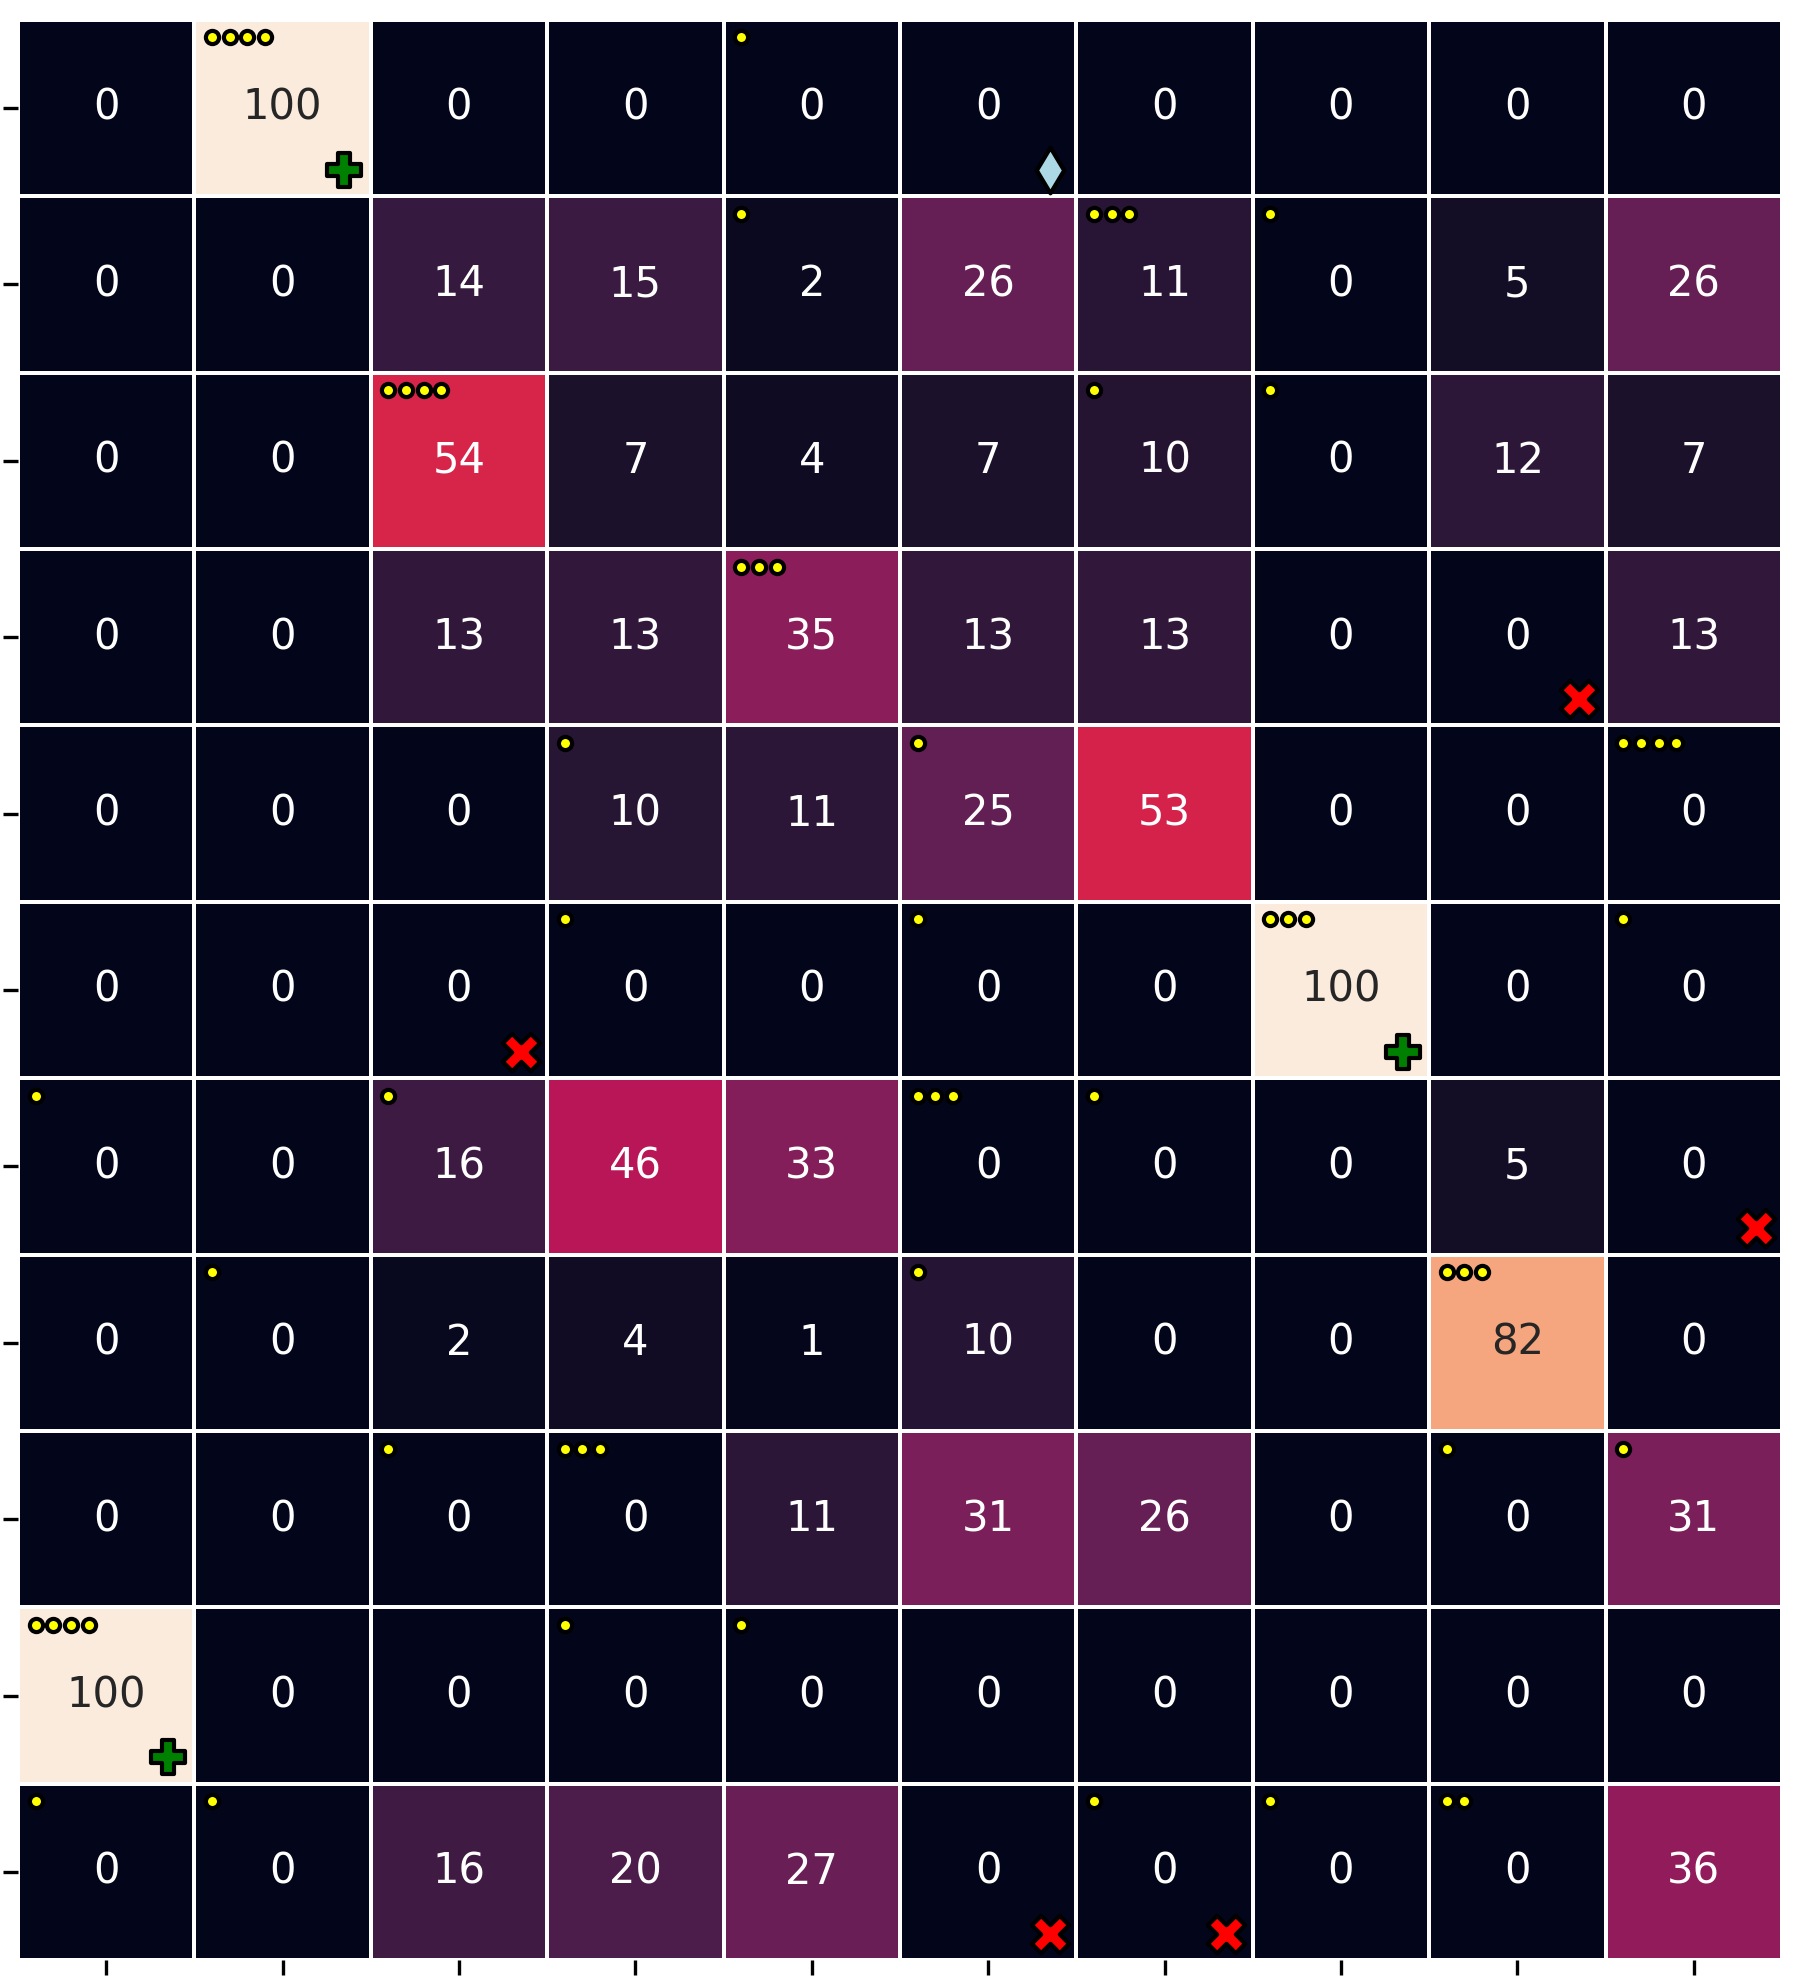 0 100 0 0 0 0 0 0 0 0
0 0 14 15 2 26 11 0 5 26
0 0 54 7 4 7 10 0 12 7
0 0 13 13 35 13 13 0 0 13
0 0 0 10 11 25 53 0 0 0
0 0 0 0 0 0 0 100 0 0
0 0 16 46 33 0 0 0 5 0
0 0 2 4 1 10 0 0 82 0
0 0 0 0 11 31 26 0 0 31
100 0 0 0 0 0 0 0 0 0
0 0 16 20 27 0 0 0 0 36